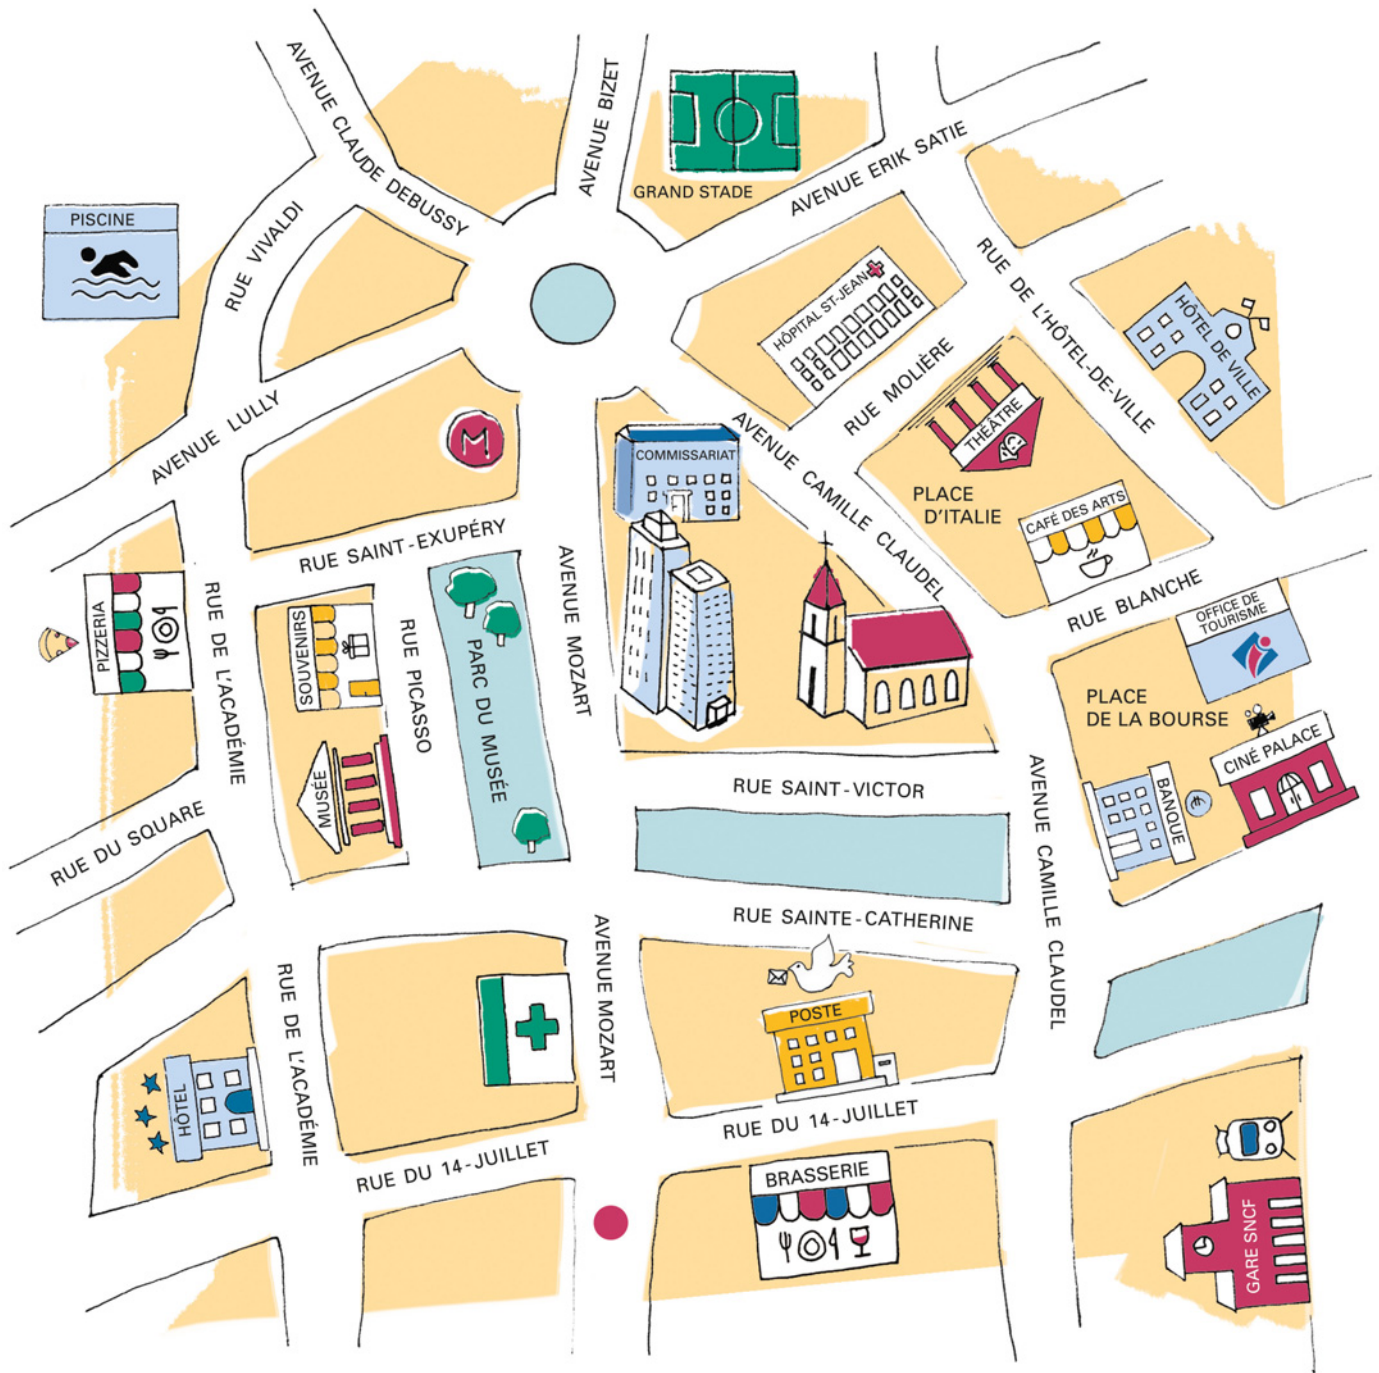 AVENUE CLAUDE DEBUSSY
AVENUE BIZET
GRAND STADE
AVENUE ERIK SATIE
PISCINE
RUE VIVALDI
HÔPITAL ST-JEAN
RUE DE L'HÔTEL-DE-VILLE
HÔTEL DE VILLE
RUE MOLIÈRE
THÉÂTRE
AVENUE LULLY
M
COMMISSARIAT
AVENUE CAMILLE CLAUDEL
PLACE
D'ITALIE
CAFÉ DES ARTS
RUE SAINT-EXUPÉRY
AVENUE MOZART
RUE BLANCHE
OFFICE DE
TOURISME
PIZZERIA
RUE DE L'ACADÉMIE
SOUVENIRS
RUE PICASSO
PARC DU MUSÉE
PLACE
DE LA BOURSE
CINÉ PALACE
MUSÉE
RUE SAINT-VICTOR
AVENUE CAMILLE CLAUDEL
BANQUE
€
RUE DU SQUARE
RUE SAINTE-CATHERINE
AVENUE MOZART
RUE DE L'ACADÉMIE
POSTE
HÔTEL
RUE DU 14-JUILLET
RUE DU 14-JUILLET
BRASSERIE
GARE SNCF